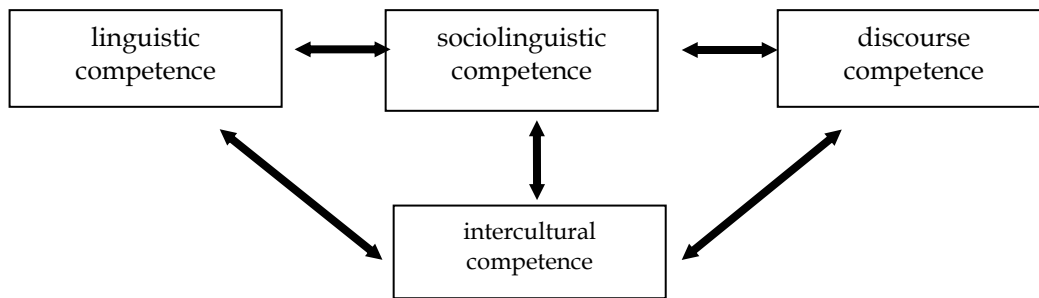 linguistic
competence
sociolinguistic
competence
discourse
competence
intercultural
competence